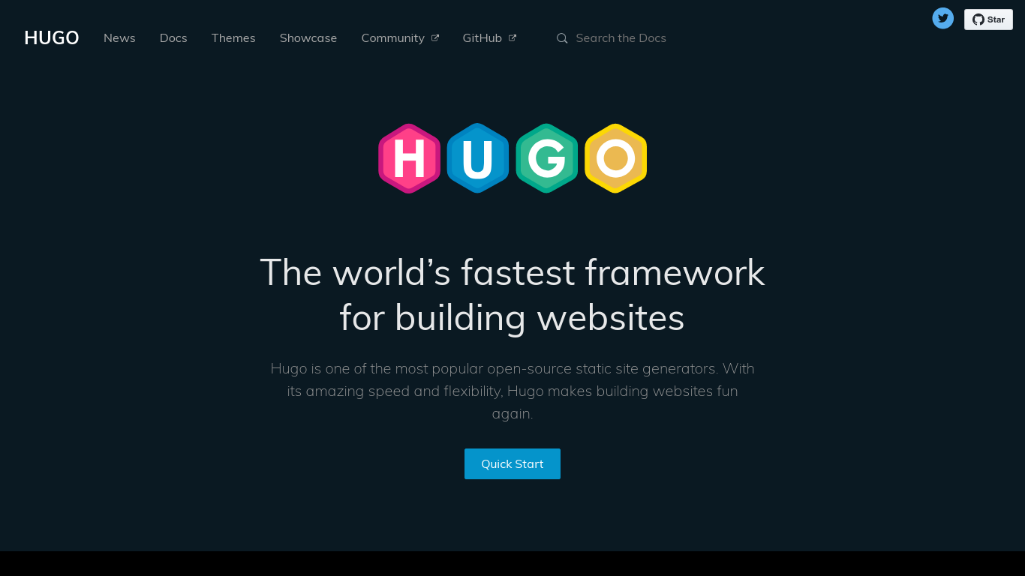 HUGO News Docs Themes Showcase Community GitHub Search the Docs
Star
HUGO
The world's fastest framework
for building websites
Hugo is one of the most popular open-source static site generators. With
its amazing speed and flexibility, Hugo makes building websites fun
again.
Quick Start